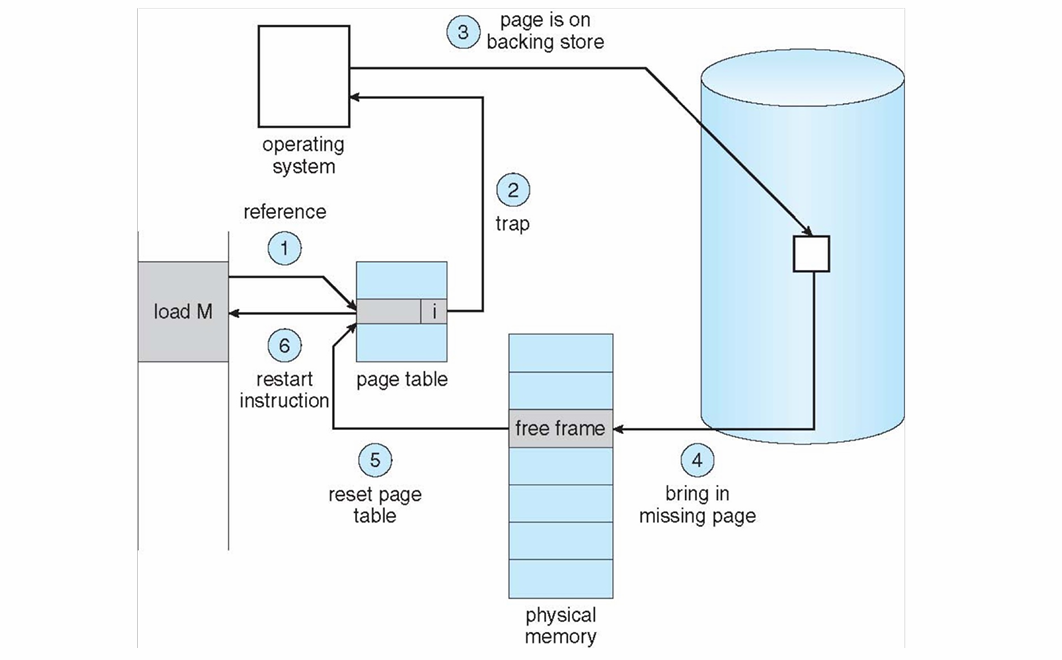 3
page is on
backing store
operating
system
2
trap
reference
1
load M
i
6
restart
instruction
page table
free frame
5
reset page
table
4
bring in
missing page
physical
memory